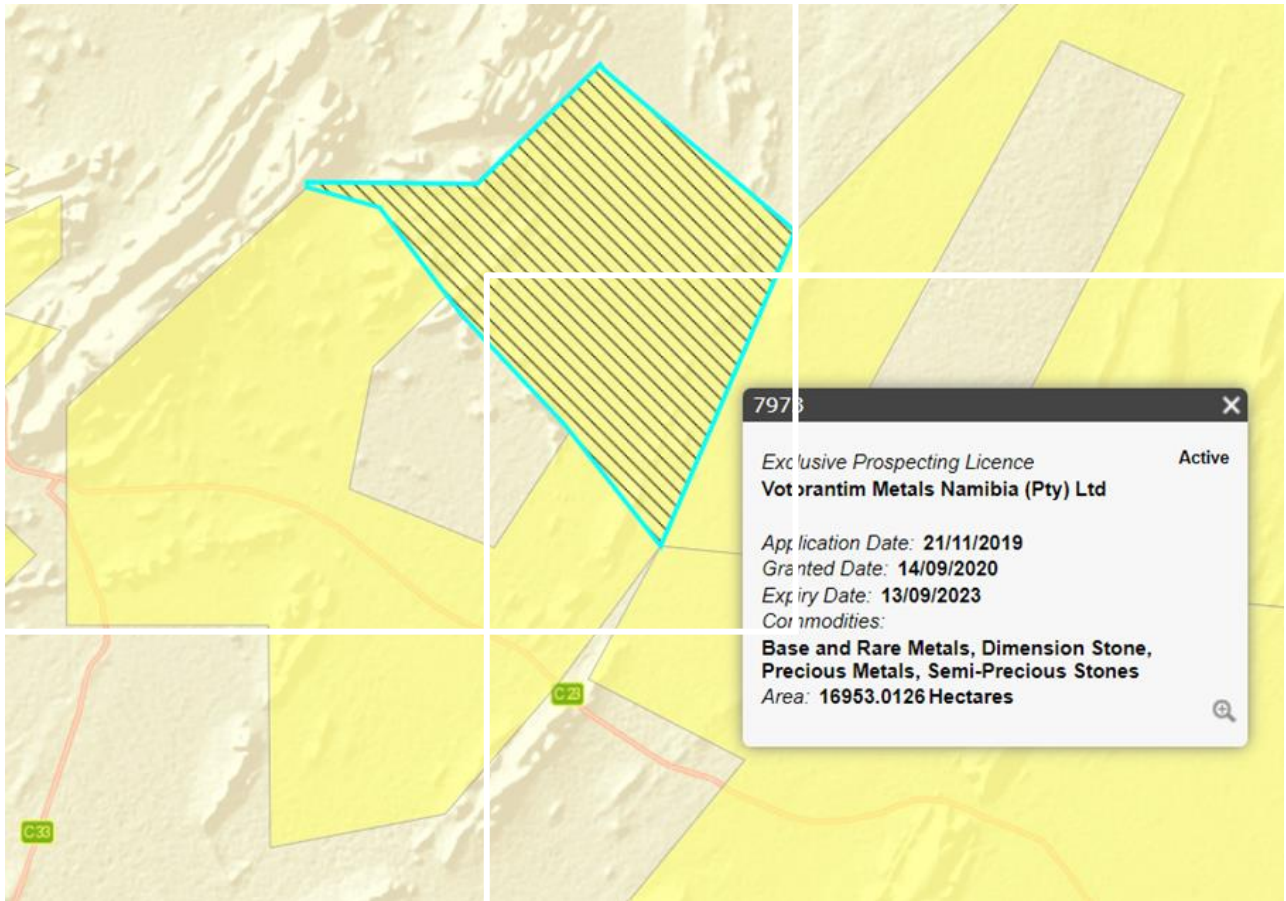 Exclusive Prospecting Licence Active
Votorantim Metals Namibia (Pty) Ltd
Application Date: 21/11/2019
Granted Date: 14/09/2020
Expiry Date: 13/09/2023
Commodities:
Base and Rare Metals, Dimension Stone,
Precious Metals, Semi-Precious Stones
Area: 16953.0126 Hectares
C23
C33